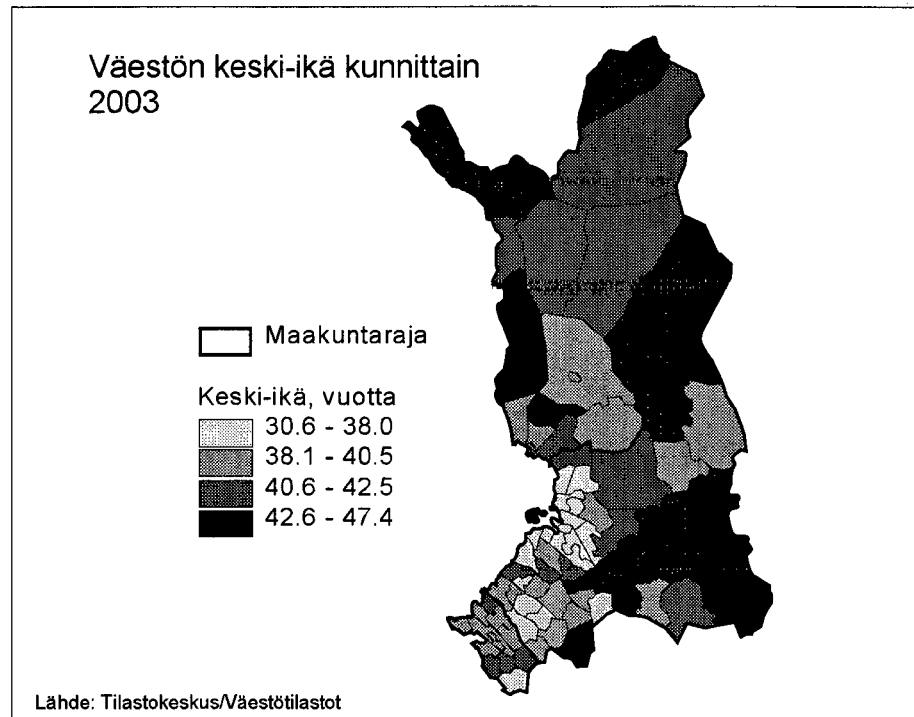 Väestön keski-ikä kunnittain
2003
Maakuntaraja
Keski-ikä, vuotta
30.6 - 38.0
38.1 - 40.5
40.6 - 42.5
42.6 - 47.4
Lähde: Tilastokeskus/Väestötilastot